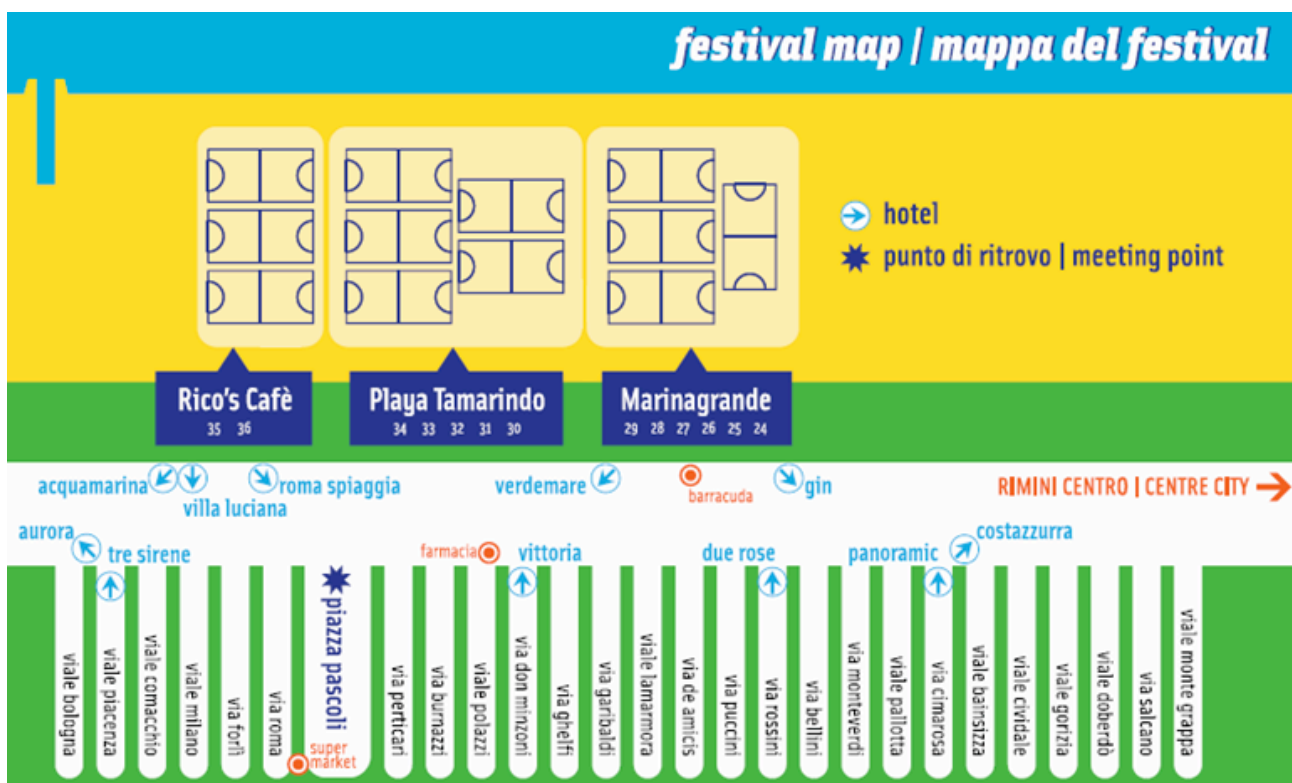 festival map | mappa del festival
hotel
punto di ritrovo | meeting point
Rico's Cafè
35 36
Playa Tamarindo
34 33 32 31 30
Marinagrande
29 28 27 26 25 24
acquamarina
villa luciana
roma spiaggia
verdemare
barracuda
gin
RIMINI CENTRO | CENTRE CITY
aurora
tre sirene
farmacia
vittoria
due rose
panoramic
costazzurra
viale bologna
viale piacenza
viale comacchio
viale milano
via forlì
via roma
super
market
piazza pascoli
via perticari
via burnazzi
viale polazzi
via don minzoni
via ghelfi
via garibaldi
viale lamarmora
via de amicis
via puccini
via rossini
via bellini
via monteverdi
viale pallotta
via cimarosa
viale bainsizza
viale cividale
viale gorizia
viale doberdò
via salcano
viale monte grappa